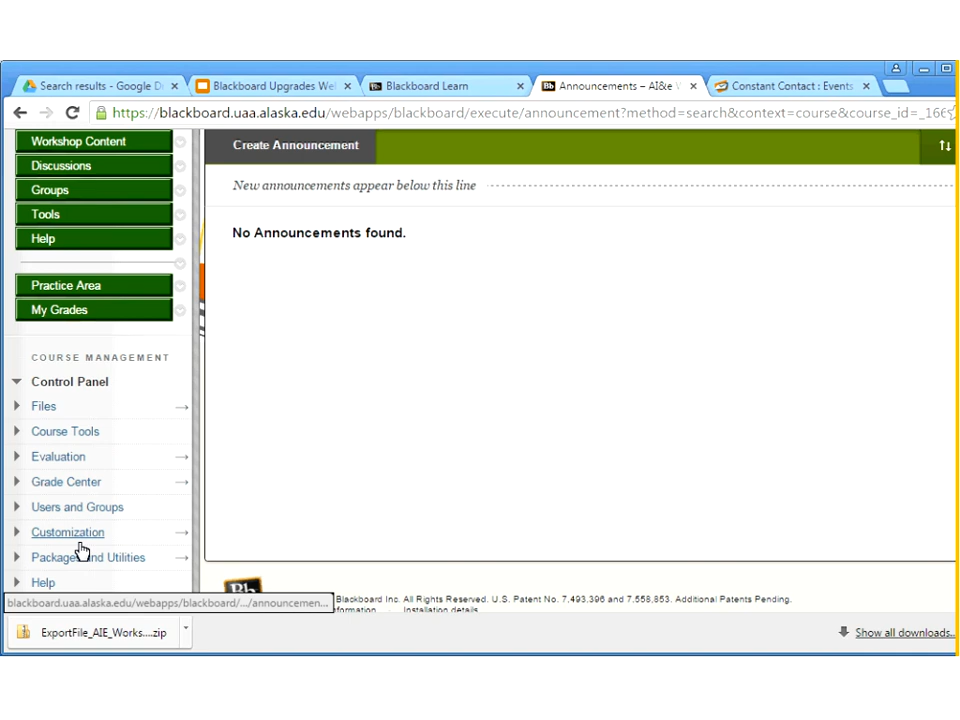 Search results - Google D
Blackboard Upgrades Wel
Blackboard Learn
Announcements – AI&e
Constant Contact : Events
https://blackboard.uaa.alaska.edu/webapps/blackboard/execute/announcement?method=search&context=course&course_id=_166
Workshop Content
Discussions
Groups
Tools
Help
Practice Area
My Grades
Create Announcement
New announcements appear below this line
No Announcements found.
COURSE MANAGEMENT
Control Panel
Files
Course Tools
Evaluation
Grade Center
Users and Groups
Customization
Packages and Utilities
Help
Bb
Blackboard Inc. All Rights Reserved. U.S. Patent No. 7,493,396 and 7,558,853. Additional Patents Pending.
Installation details
blackboard.uaa.alaska.edu/webapps/blackboard/.../announcemen...
ExportFile_AIE_Works....zip
Show all downloads...